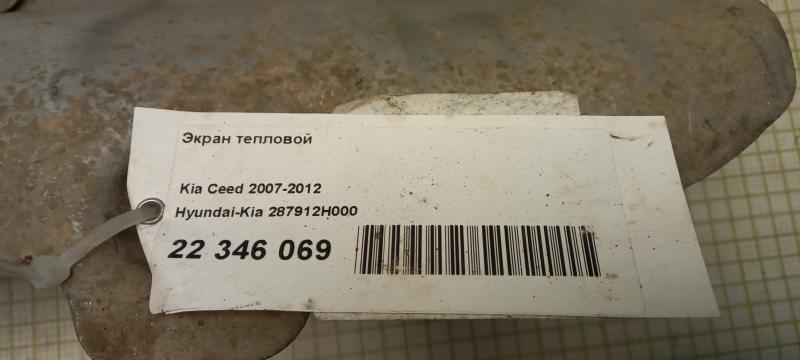 Экран тепловой
Kia Ceed 2007-2012
Hyundai-Kia 287912H000
22 346 069